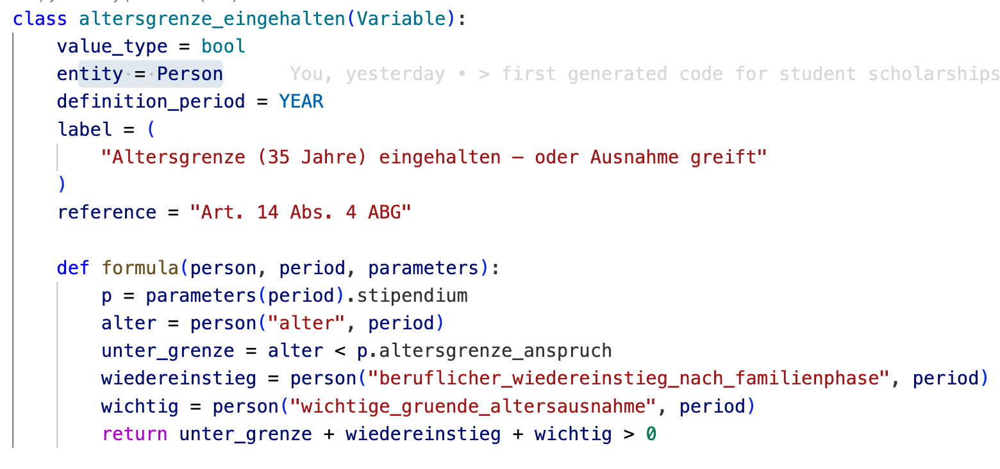 class altersgrenze_eingehalten(Variable):
    value_type = bool
    entity = Person      You, yesterday • > first generated code for student scholarships
    definition_period = YEAR
    label = (
        "Altersgrenze (35 Jahre) eingehalten – oder Ausnahme greift"
    )
    reference = "Art. 14 Abs. 4 ABG"

    def formula(person, period, parameters):
        p = parameters(period).stipendium
        alter = person("alter", period)
        unter_grenze = alter < p.altersgrenze_anspruch
        wiedereinstieg = person("beruflicher_wiedereinstieg_nach_familienphase", period)
        wichtig = person("wichtige_gruende_altersausnahme", period)
        return unter_grenze + wiedereinstieg + wichtig > 0